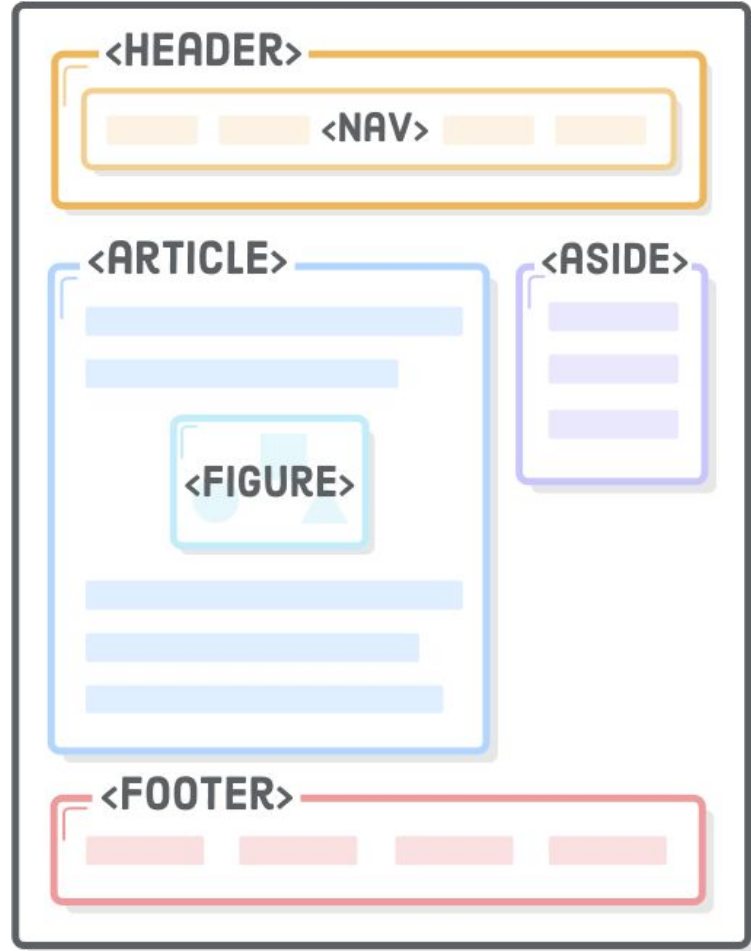 <HEADER>
<NAV>
<ARTICLE>
<ASIDE>
<FIGURE>
<FOOTER>